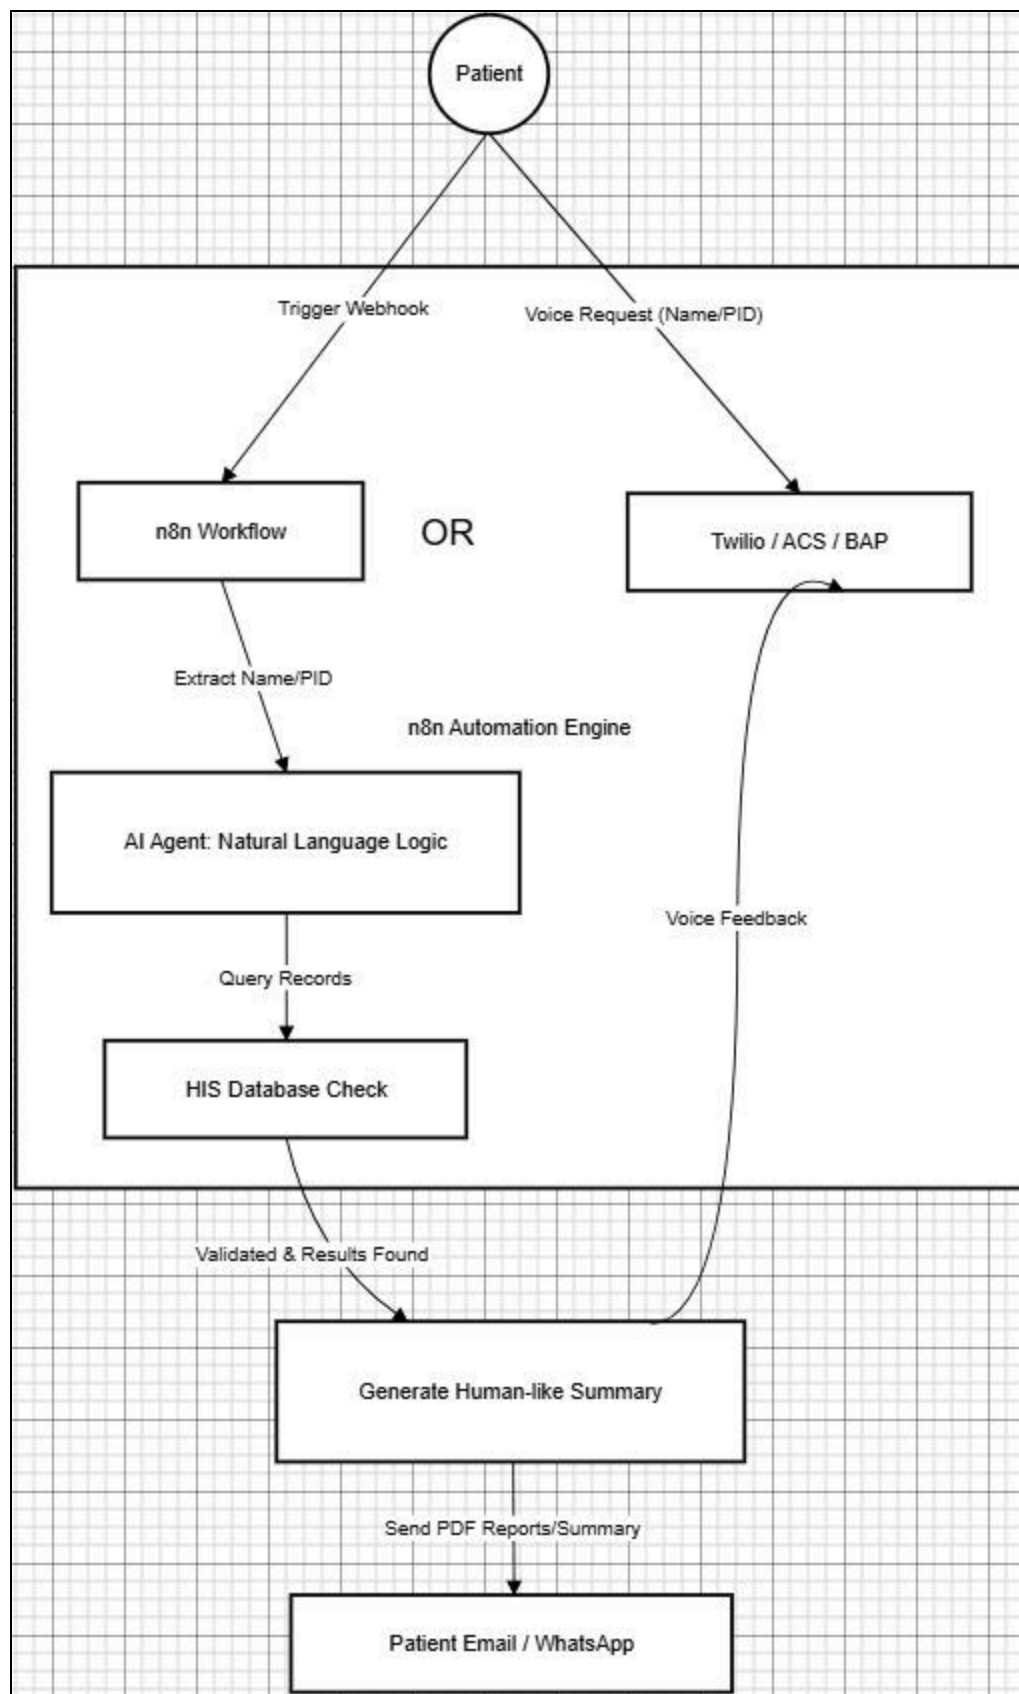 Patient
Trigger Webhook
Voice Request (Name/PID)
n8n Workflow
OR
Twilio / ACS / BAP
Extract Name/PID
n8n Automation Engine
AI Agent: Natural Language Logic
Voice Feedback
Query Records
HIS Database Check
Validated & Results Found
Generate Human-like Summary
Send PDF Reports/Summary
Patient Email / WhatsApp